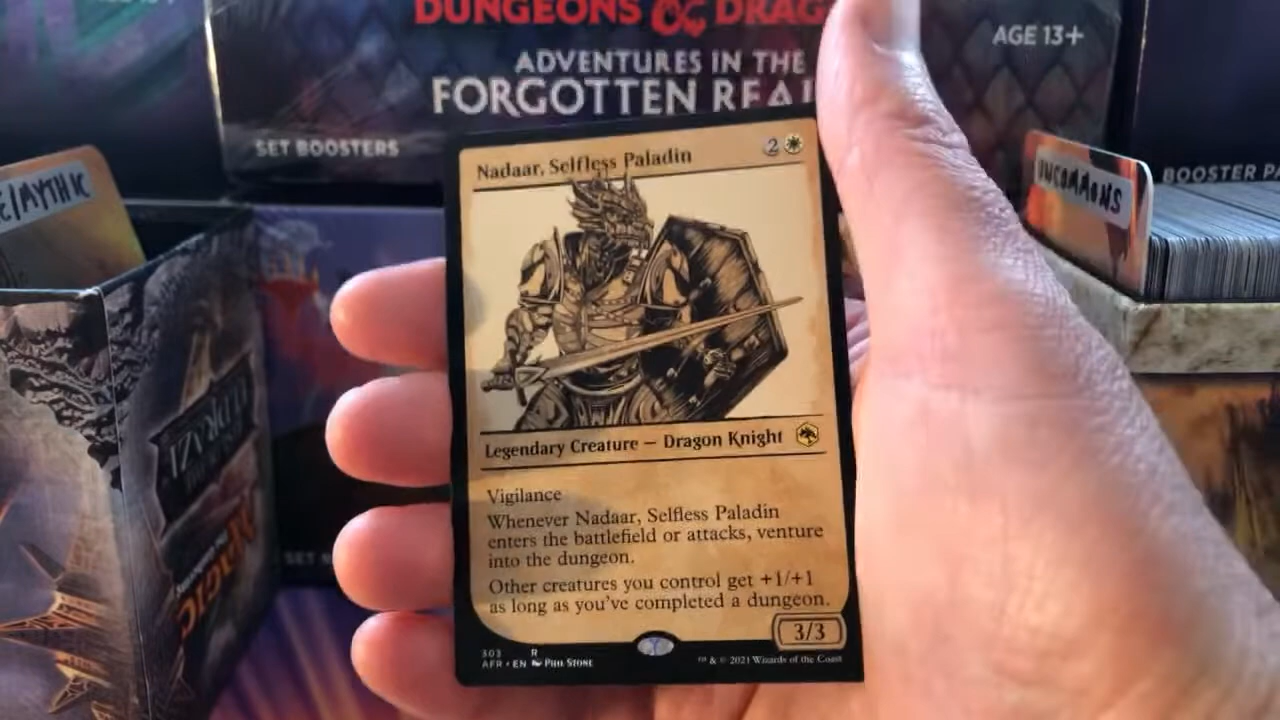 DUNGEONS & DRAG
ADVENTURES IN THE
FORGOTTEN REAL
AGE 13+
SET BOOSTERS
E/MYTHIC
UNCOMMONS
BOOSTER PA
Nadaar, Selfless Paladin
2
Legendary Creature — Dragon Knight
Vigilance
Whenever Nadaar, Selfless Paladin
enters the battlefield or attacks, venture
into the dungeon.
Other creatures you control get +1/+1
as long as you've completed a dungeon.
3/3
303 R
AFR • EN Phil Stone
™ & © 2021 Wizards of the Coast
MAGIC
SET